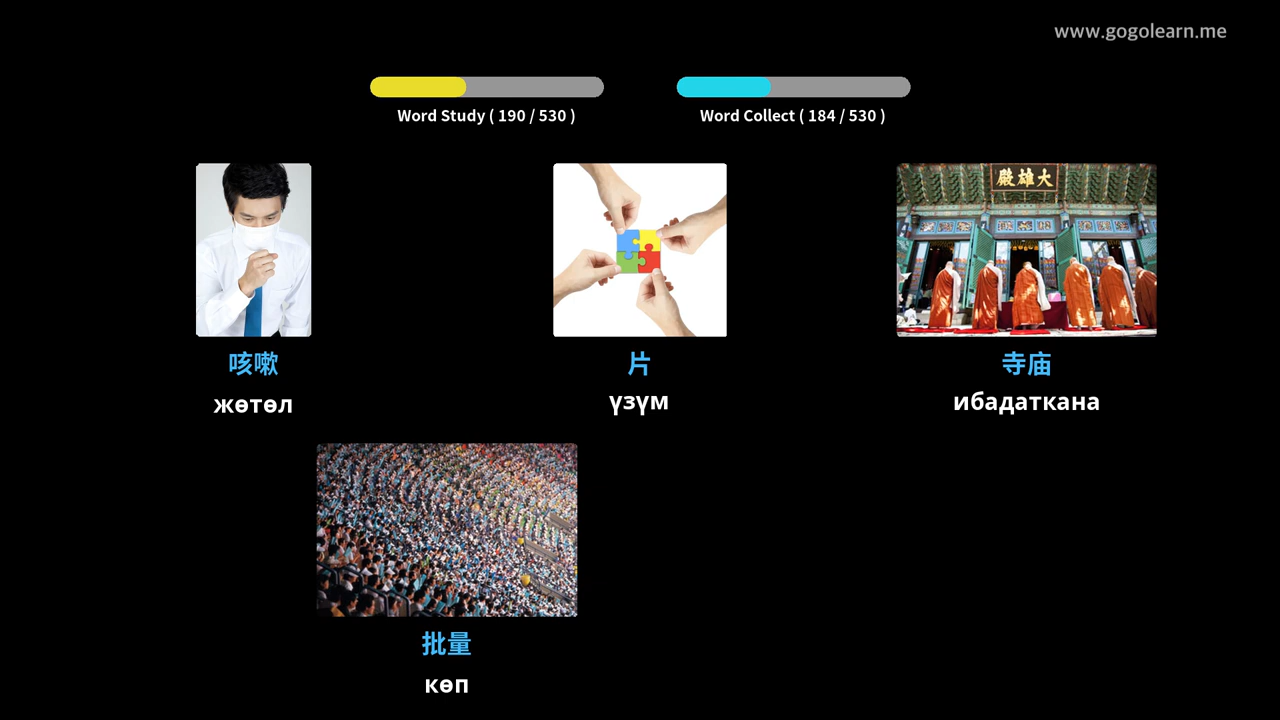 www.gogolearn.me
Word Study ( 190 / 530 )
Word Collect ( 184 / 530 )
大雄殿
咳嗽
жөтөл
片
үзүм
寺庙
ибадаткана
批量
көп